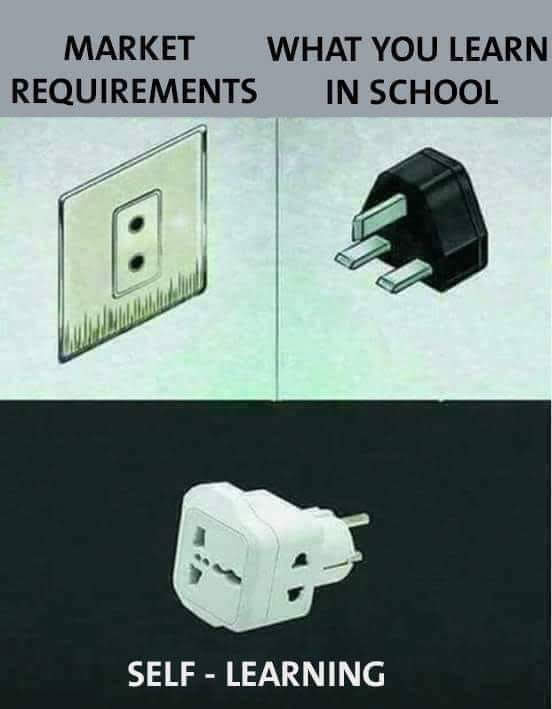 MARKET
REQUIREMENTS
WHAT YOU LEARN
IN SCHOOL
SELF - LEARNING